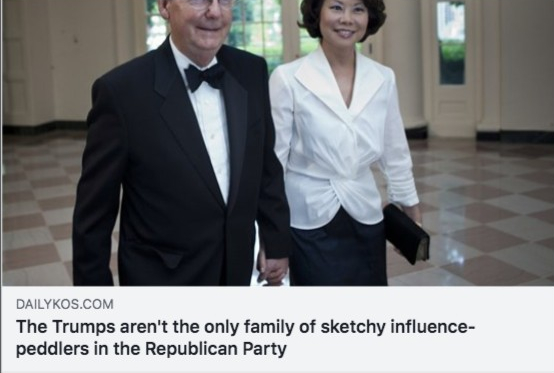 DAILYKOS.COM
The Trumps aren't the only family of sketchy influence-
peddlers in the Republican Party